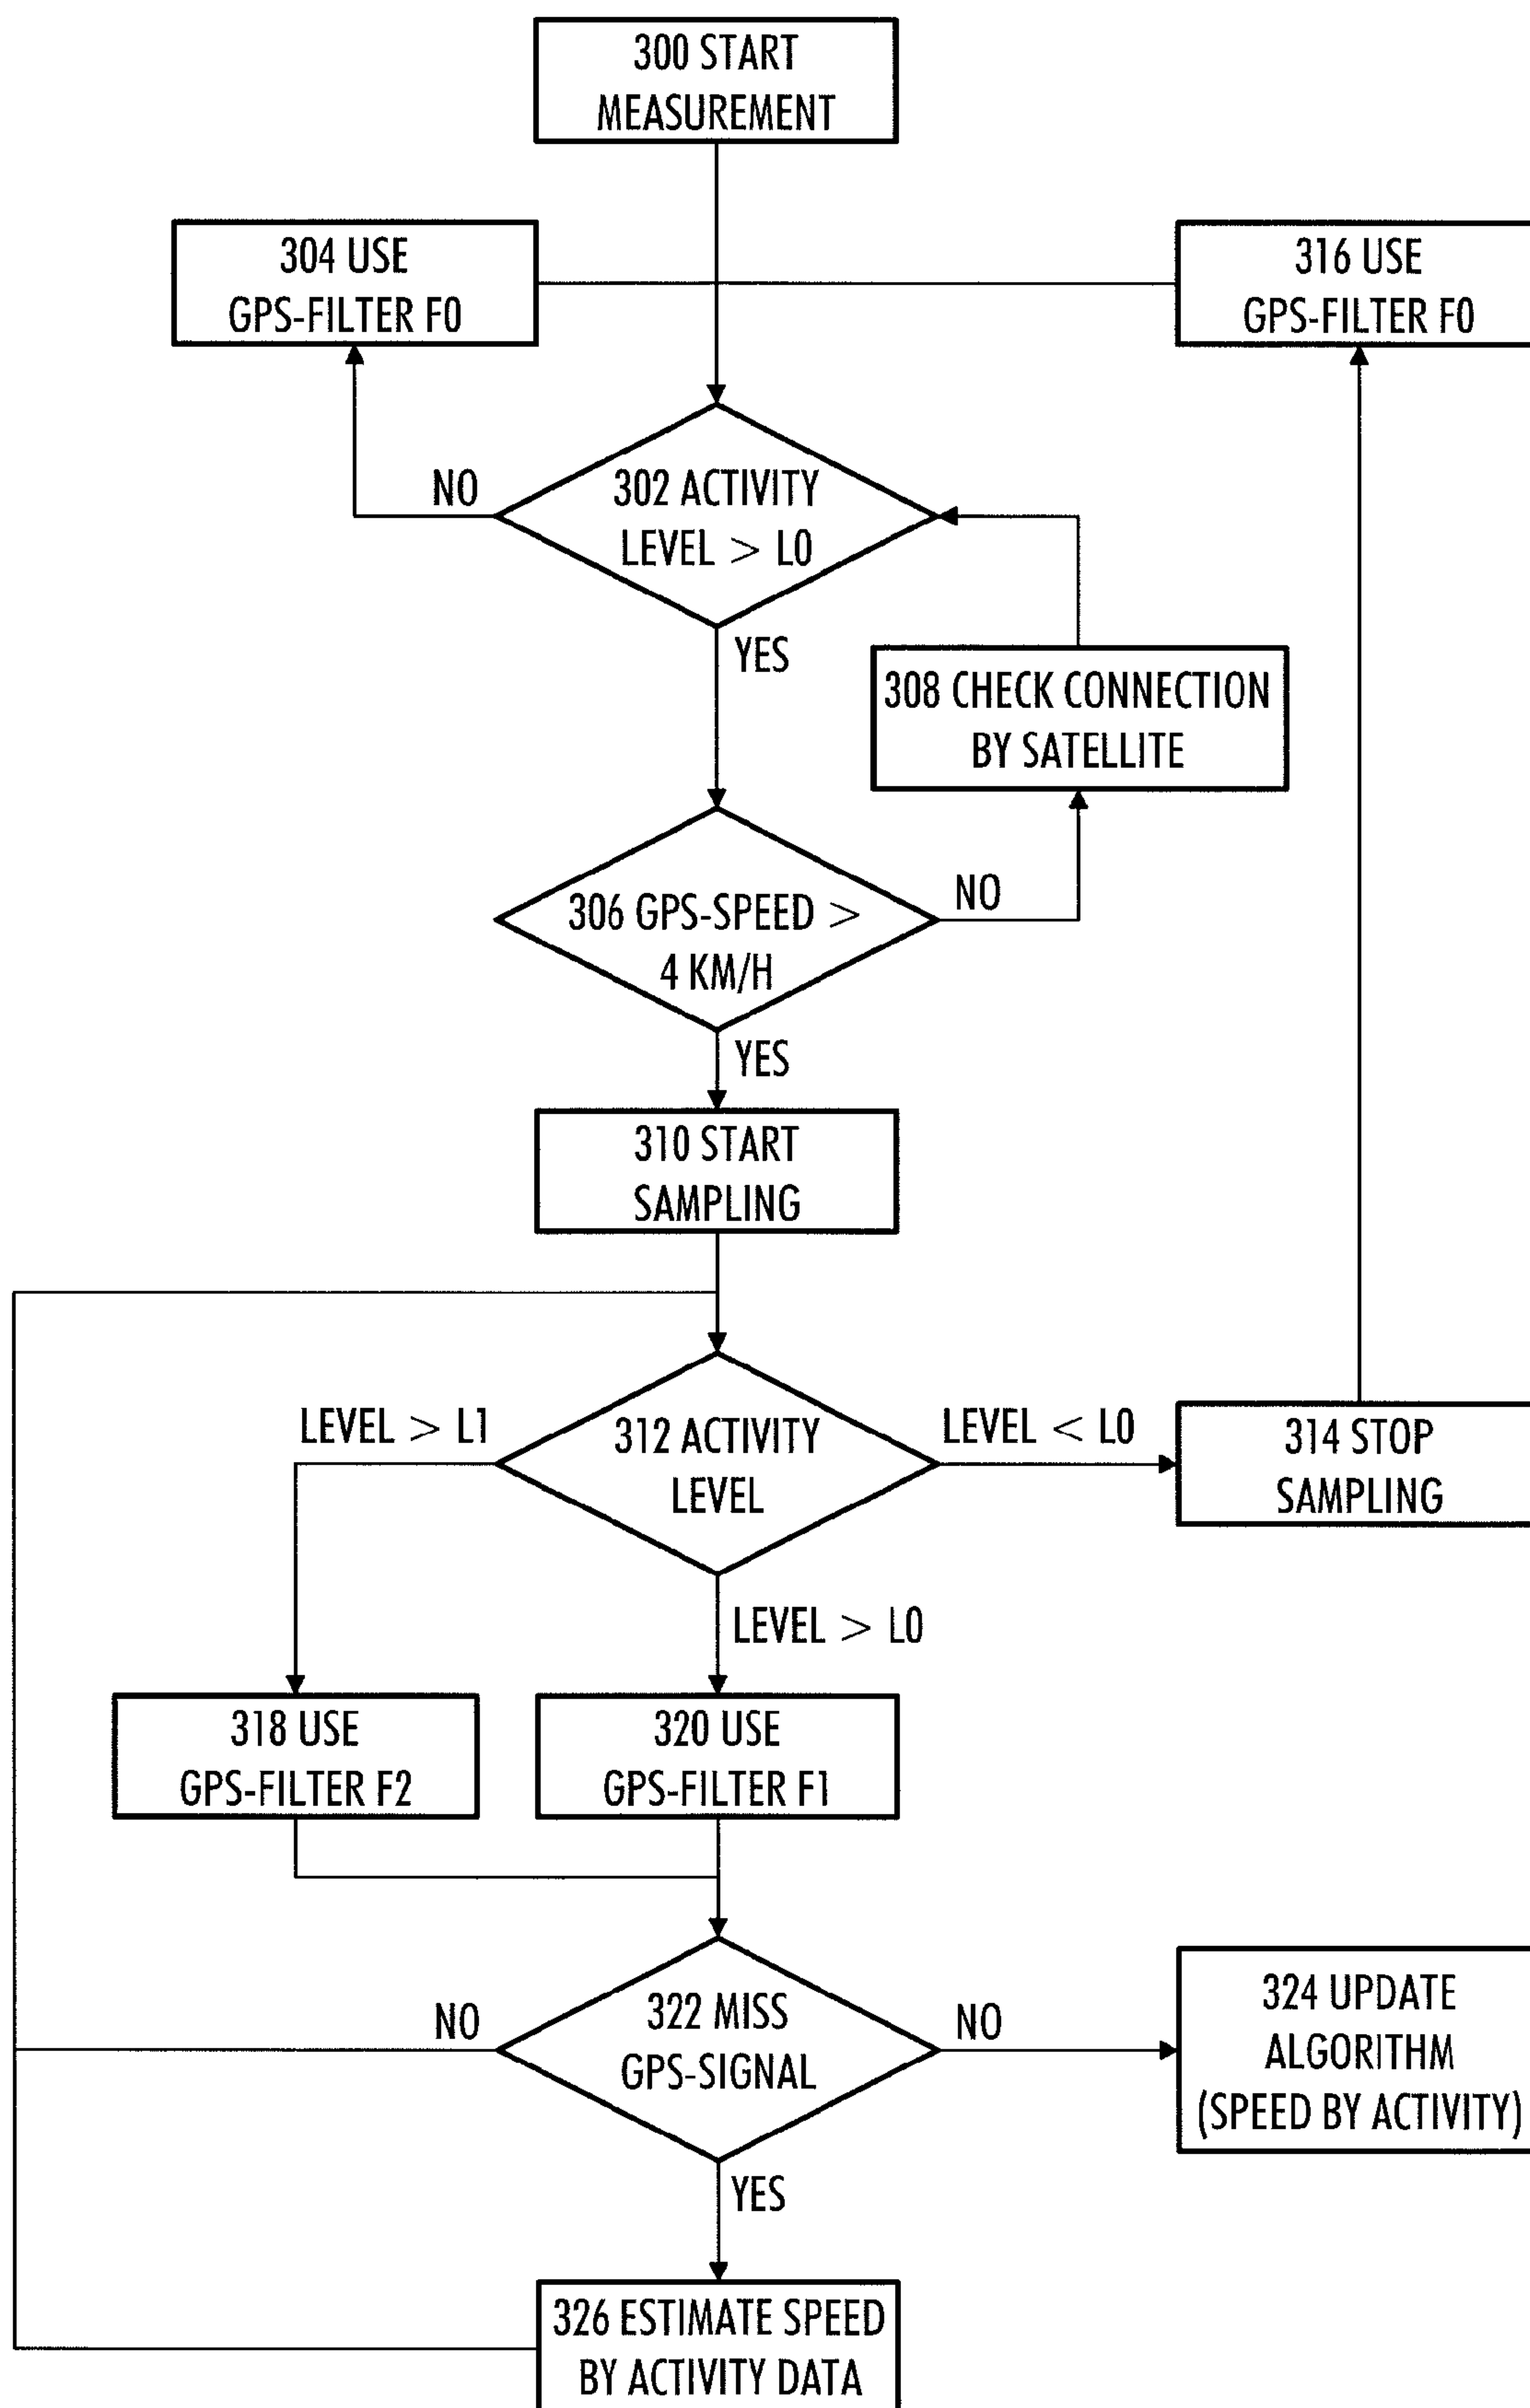 300 START
MEASUREMENT
304 USE
GPS-FILTER F0
316 USE
GPS-FILTER F0
302 ACTIVITY
LEVEL > L0
NO
YES
308 CHECK CONNECTION
BY SATELLITE
306 GPS-SPEED >
4 KM/H
NO
YES
310 START
SAMPLING
LEVEL > L1
312 ACTIVITY
LEVEL
LEVEL < L0
314 STOP
SAMPLING
LEVEL > L0
318 USE
GPS-FILTER F2
320 USE
GPS-FILTER F1
NO
322 MISS
GPS-SIGNAL
NO
324 UPDATE
ALGORITHM
(SPEED BY ACTIVITY)
YES
326 ESTIMATE SPEED
BY ACTIVITY DATA